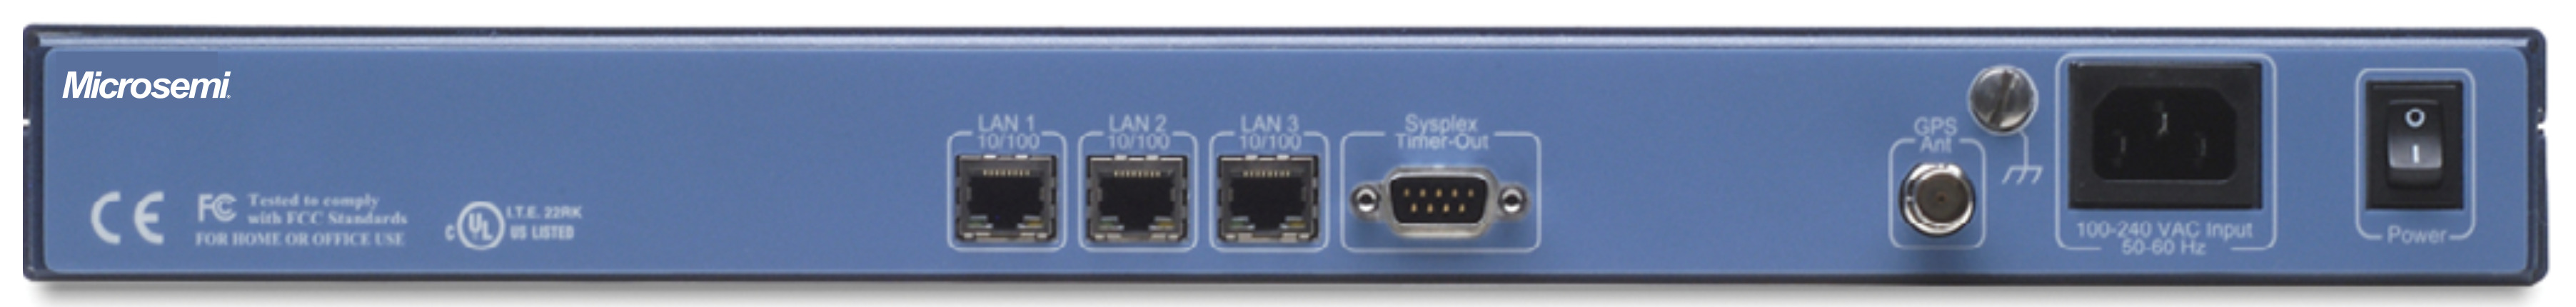 Microsemi
LAN 1
10/100
LAN 2
10/100
LAN 3
10/100
Sysplex
Timer-Out
GPS
Ant
100-240 VAC Input
50-60 Hz
Power
O
I
CE
FC
Tested to comply
with FCC Standards
FOR HOME OR OFFICE USE
c UL
I.T.E. 22RK
US LISTED